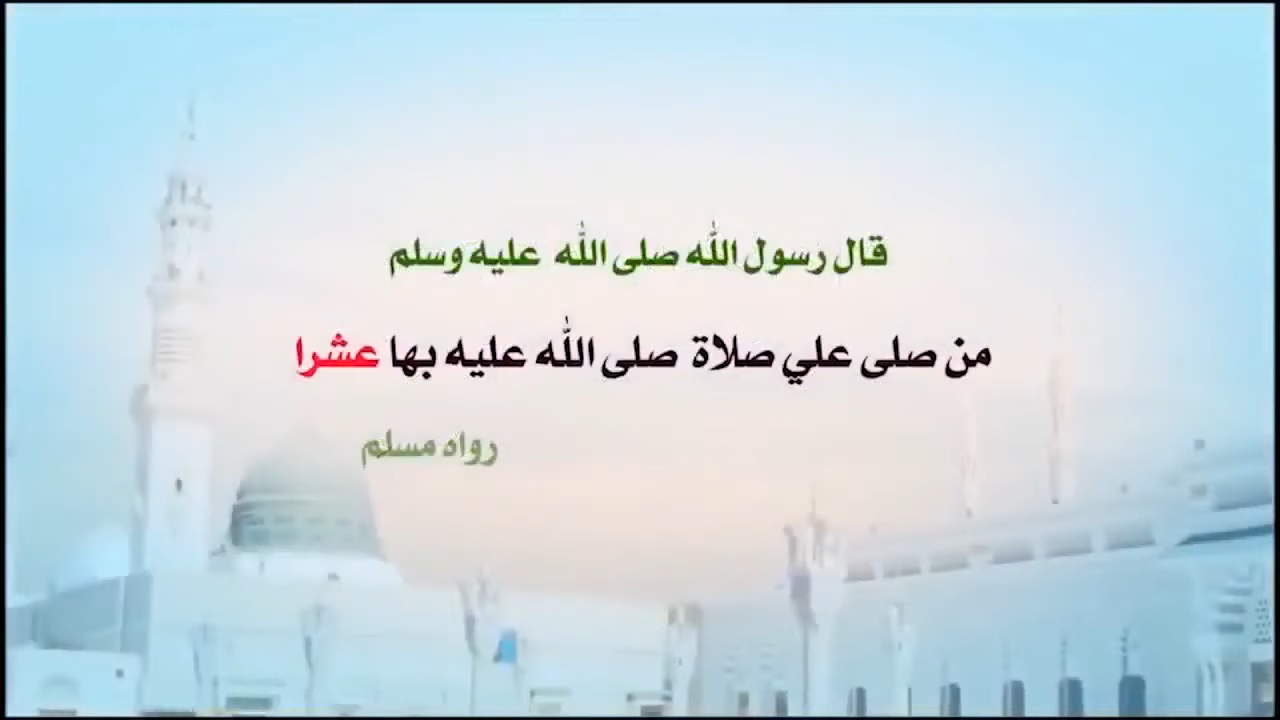 قال رسول الله صلى الله عليه وسلم
من صلى علي صلاة صلى الله عليه بها عشرا
رواه مسلم